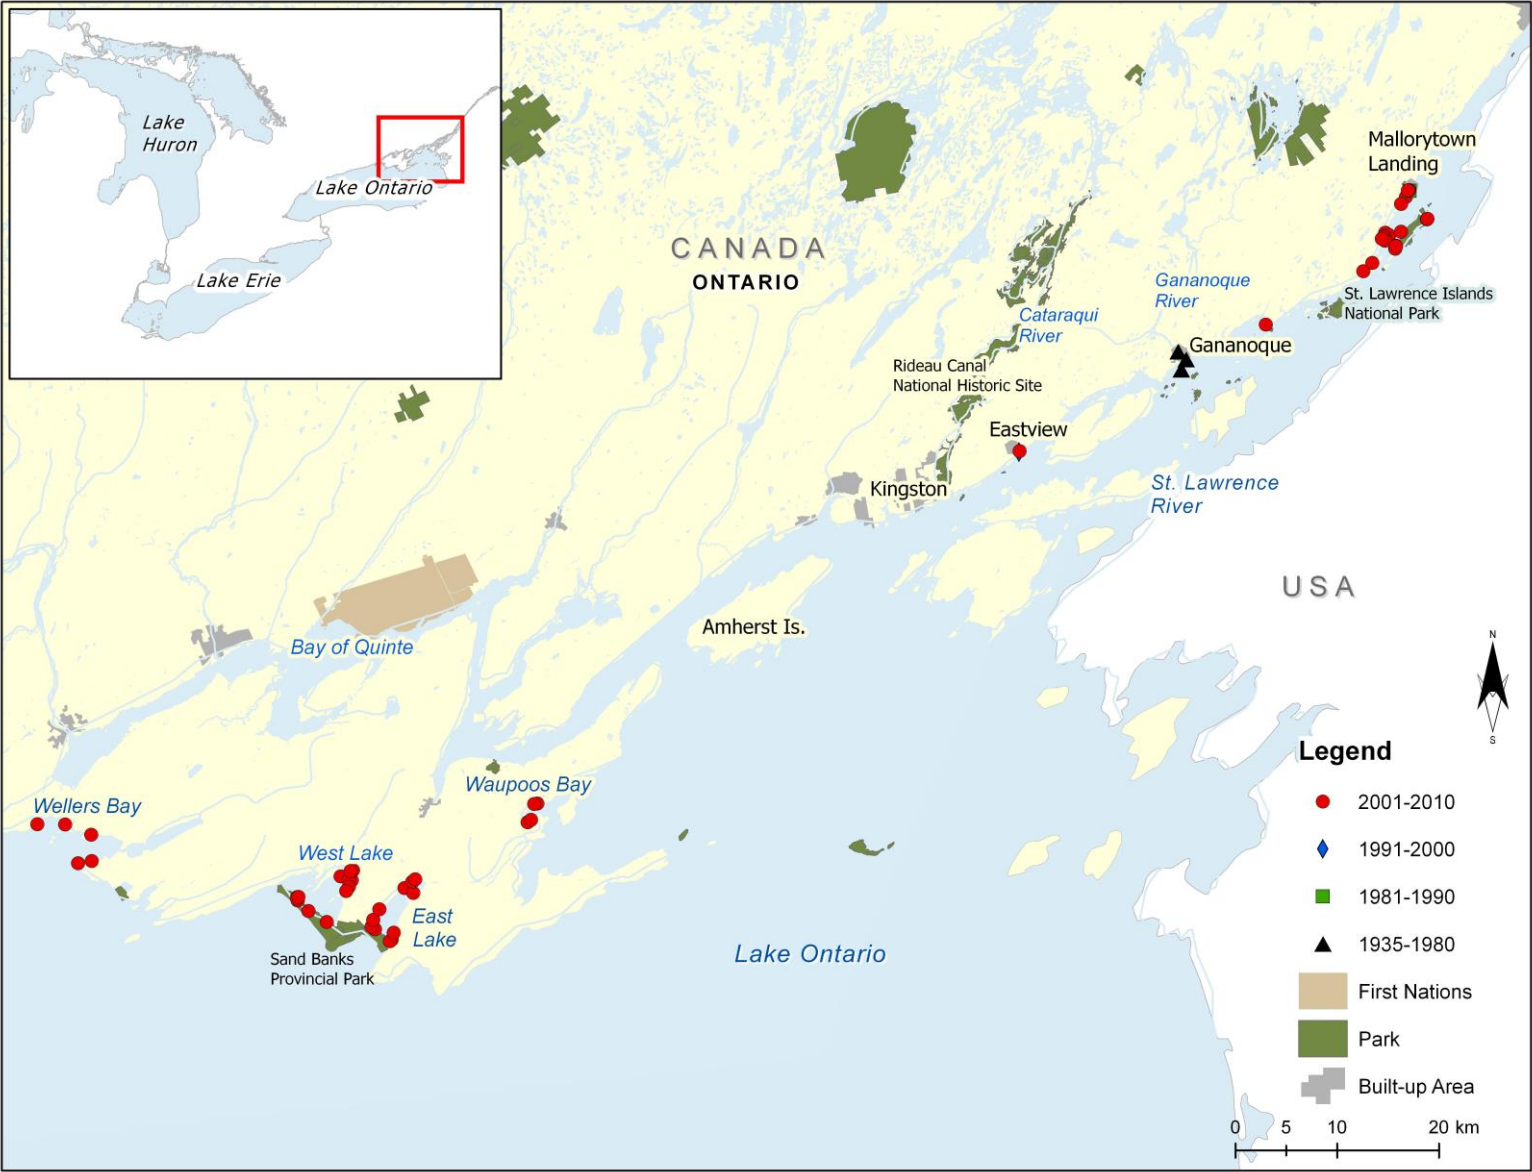 Lake
Huron
Lake Ontario
Lake Erie
CANADA
ONTARIO
Mallorytown
Landing
Gananoque
River
St. Lawrence Islands
National Park
Cataraqui
River
Gananoque
Rideau Canal
National Historic Site
Eastview
Kingston
St. Lawrence
River
USA
Amherst Is.
Bay of Quinte
N
S
Waupoos Bay
Wellers Bay
West Lake
East
Lake
Sand Banks
Provincial Park
Lake Ontario
Legend
2001-2010
1991-2000
1981-1990
1935-1980
First Nations
Park
Built-up Area
0 5 10 20 km